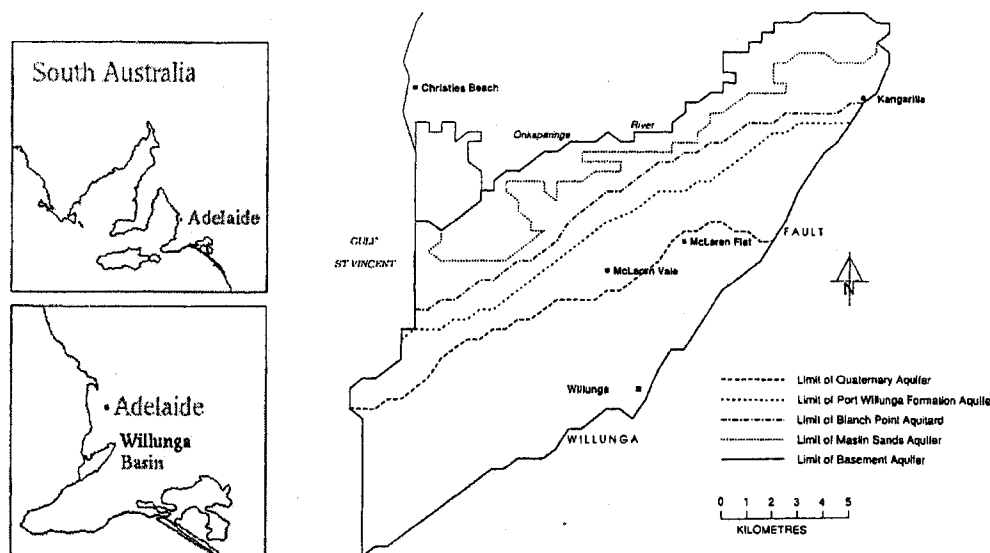 South Australia
Adelaide
Adelaide
Willunga
Basin
Christies Beach
Onkaparinga River
Kangarilla
GULF
ST VINCENT
McLaren Flat
FAULT
McLaren Vale
N
Willunga
WILLUNGA
Limit of Quaternary Aquifer
Limit of Port Willunga Formation Aquife
Limit of Blanch Point Aquitard
Limit of Maslin Sands Aquifer
Limit of Basement Aquifer
0 1 2 3 4 5
KILOMETRES